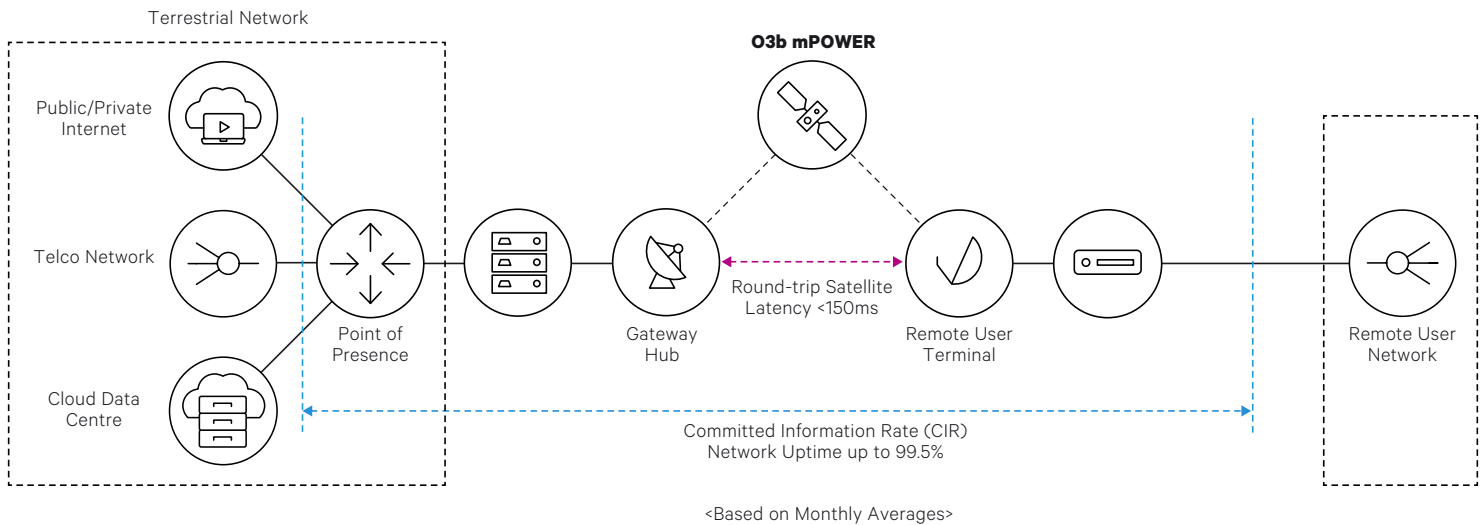 Terrestrial Network
O3b mPOWER
Public/Private
Internet
Telco Network
Round-trip Satellite
Latency <150ms
Point of
Presence
Gateway
Hub
Remote User
Terminal
Remote User
Network
Cloud Data
Centre
Committed Information Rate (CIR)
Network Uptime up to 99.5%
<Based on Monthly Averages>